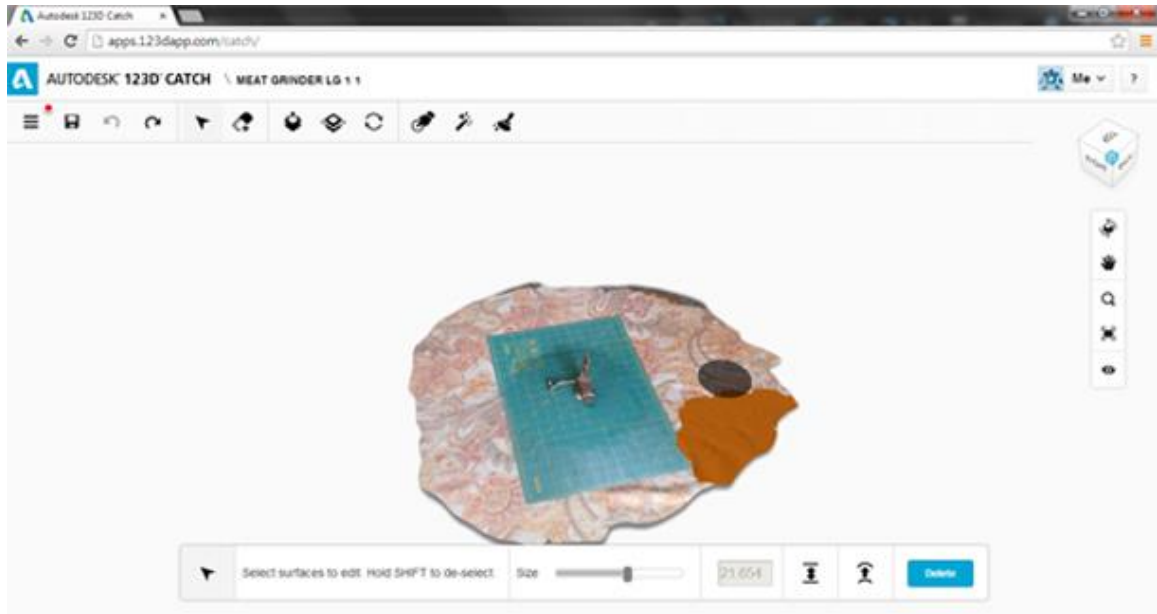 Autodesk 123D Catch
apps.123dapp.com/catch/
AUTODESK® 123D® CATCH \ MEAT GRINDER LG 1 1
Me
?
Select surfaces to edit. Hold SHIFT to de-select
Size
21.654
Delete